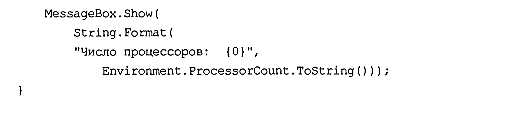 MessageBox.Show(
String.Format(
"Число процессоров:  {0}",
Environment.ProcessorCount.ToString()));
}